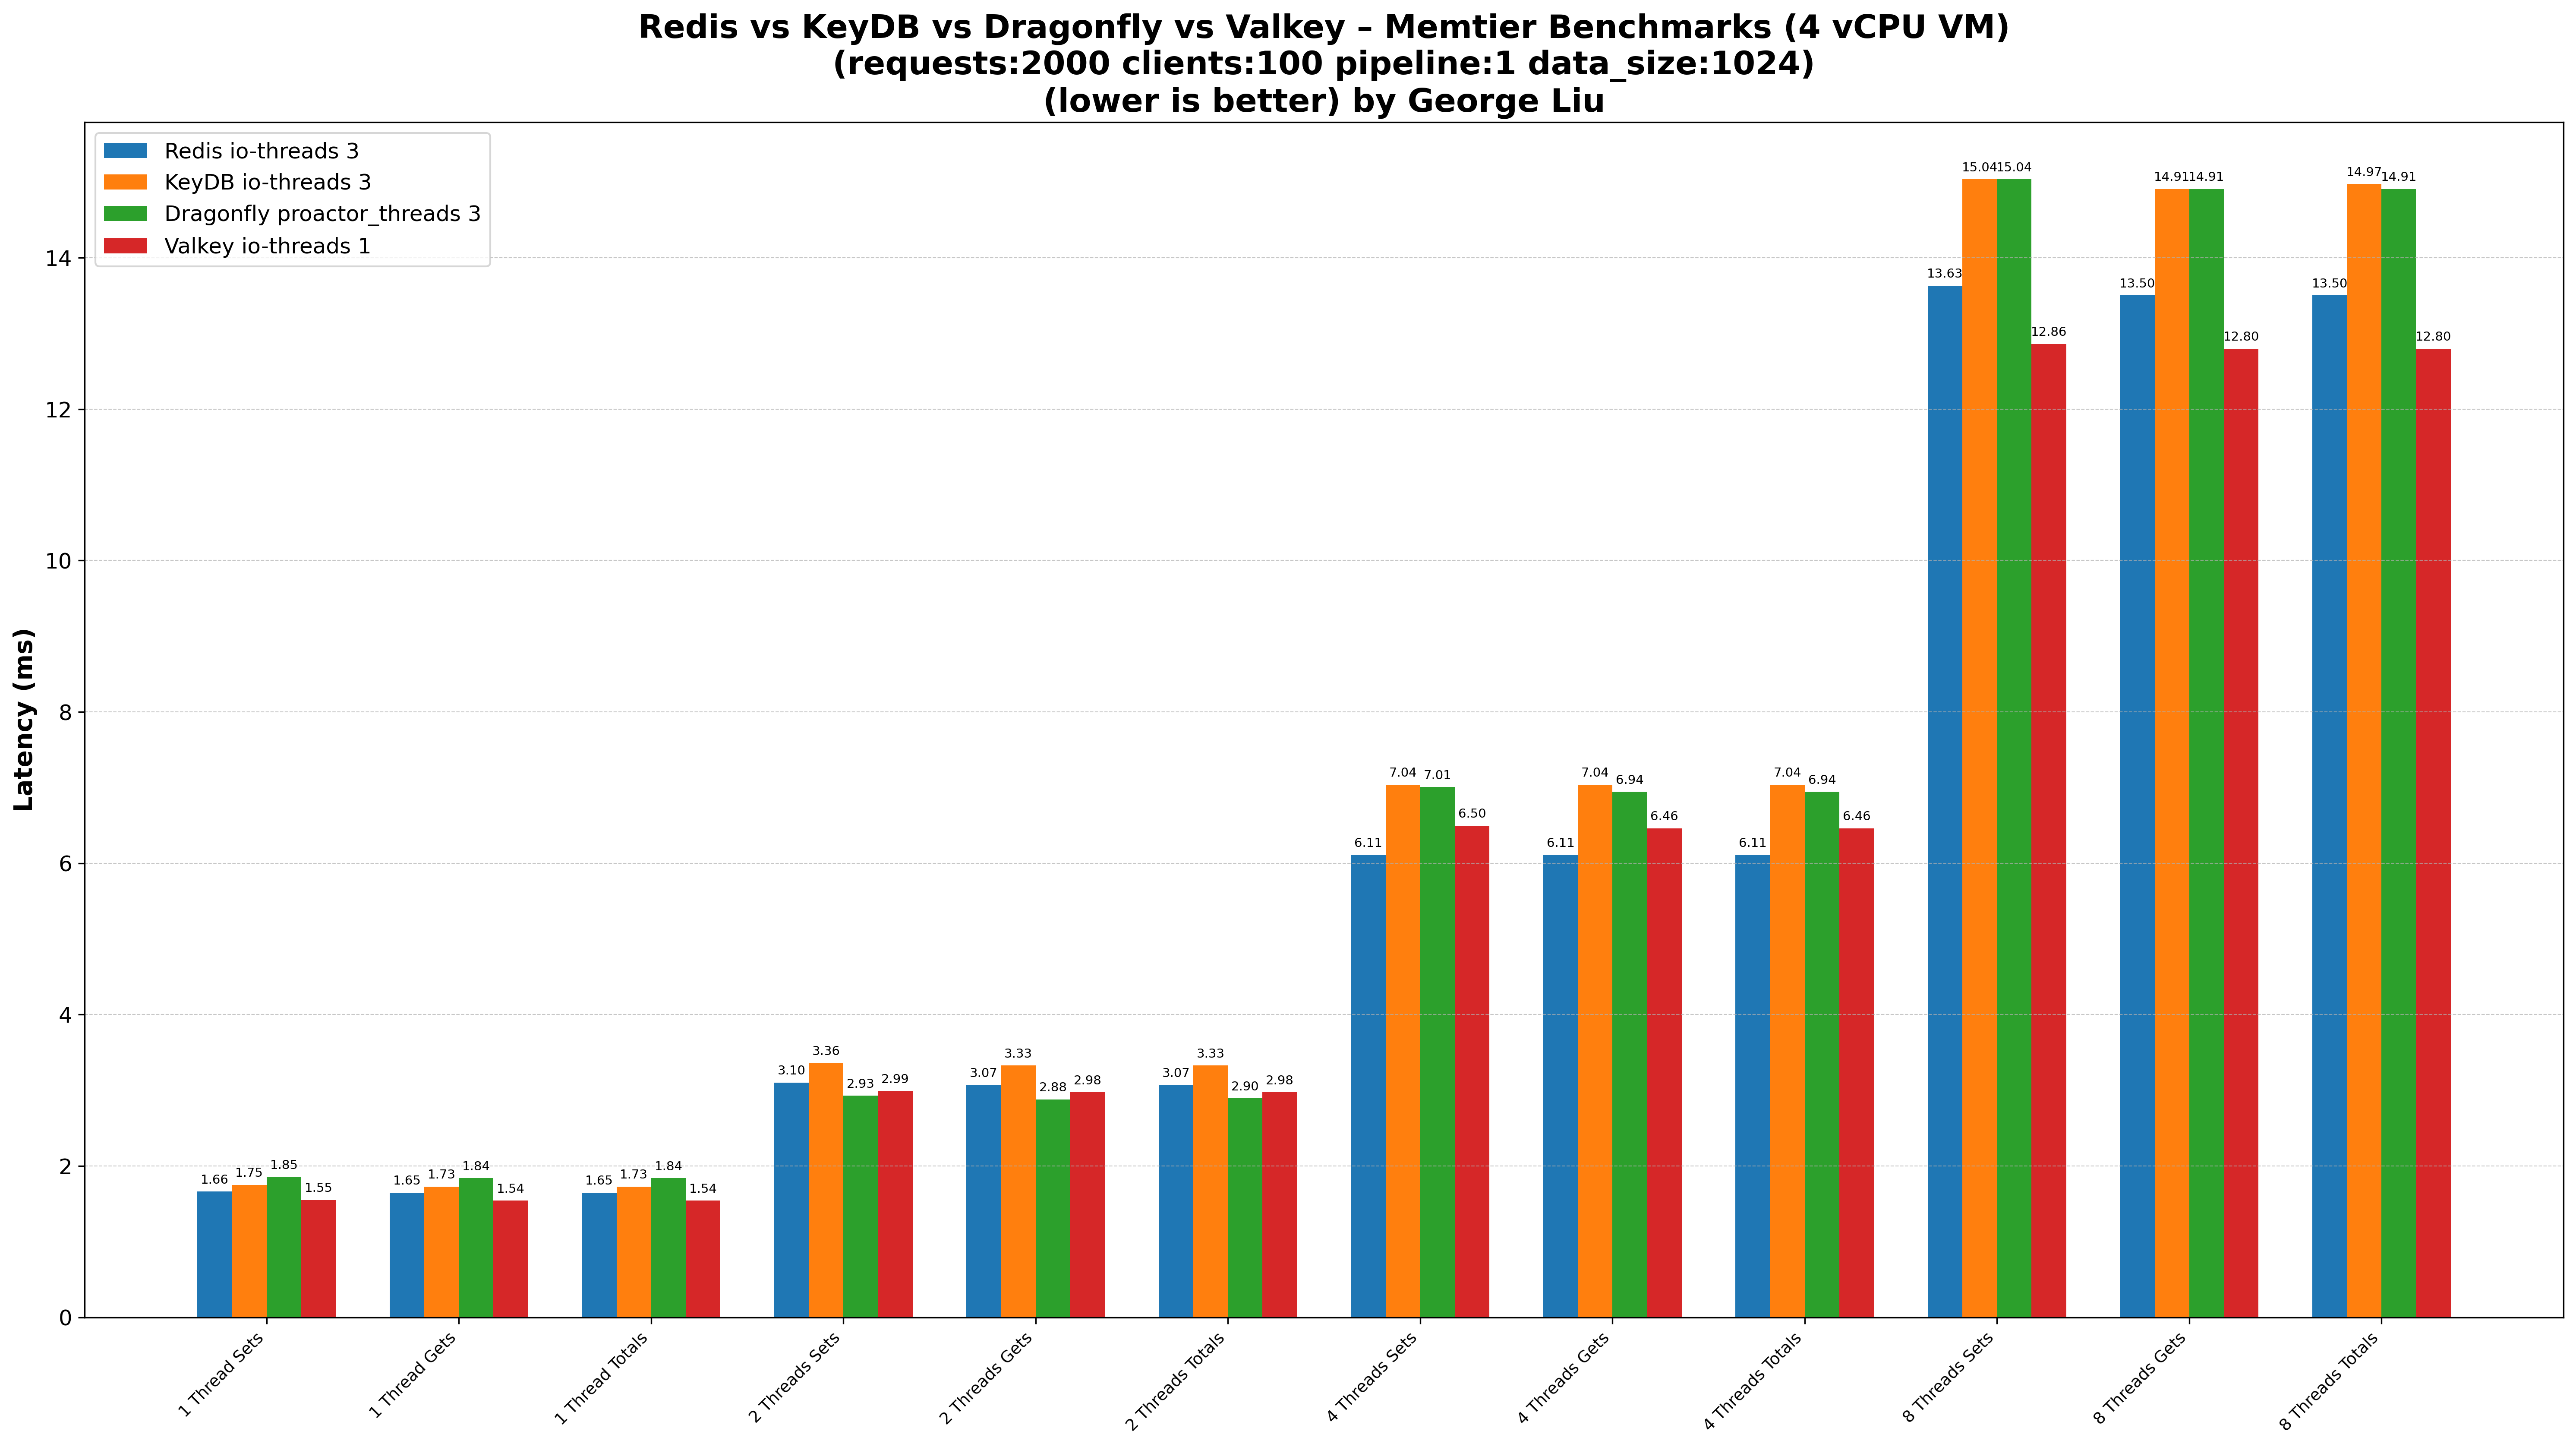 Redis vs KeyDB vs Dragonfly vs Valkey – Memtier Benchmarks (4 vCPU VM)
(requests:2000 clients:100 pipeline:1 data_size:1024)
(lower is better) by George Liu
Redis io-threads 3
KeyDB io-threads 3
Dragonfly proactor_threads 3
Valkey io-threads 1
Latency (ms)
14
12
10
8
6
4
2
0
1.66 1.75 1.85 1.55
1.65 1.73 1.84 1.54
1.65 1.73 1.84 1.54
3.10 3.36 2.93 2.99
3.07 3.33 2.88 2.98
3.07 3.33 2.90 2.98
6.11 7.04 7.01 6.50
6.11 7.04 6.94 6.46
6.11 7.04 6.94 6.46
13.63 15.04 15.04 12.86
13.50 14.91 14.91 12.80
13.50 14.97 14.91 12.80
1 Thread Sets
1 Thread Gets
1 Thread Totals
2 Threads Sets
2 Threads Gets
2 Threads Totals
4 Threads Sets
4 Threads Gets
4 Threads Totals
8 Threads Sets
8 Threads Gets
8 Threads Totals